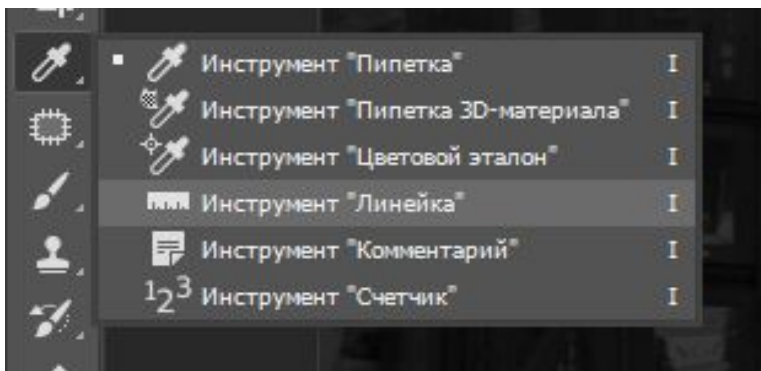 Инструмент "Пипетка" I
Инструмент "Пипетка 3D-материала" I
Инструмент "Цветовой эталон" I
Инструмент "Линейка" I
Инструмент "Комментарий" I
123 Инструмент "Счетчик" I